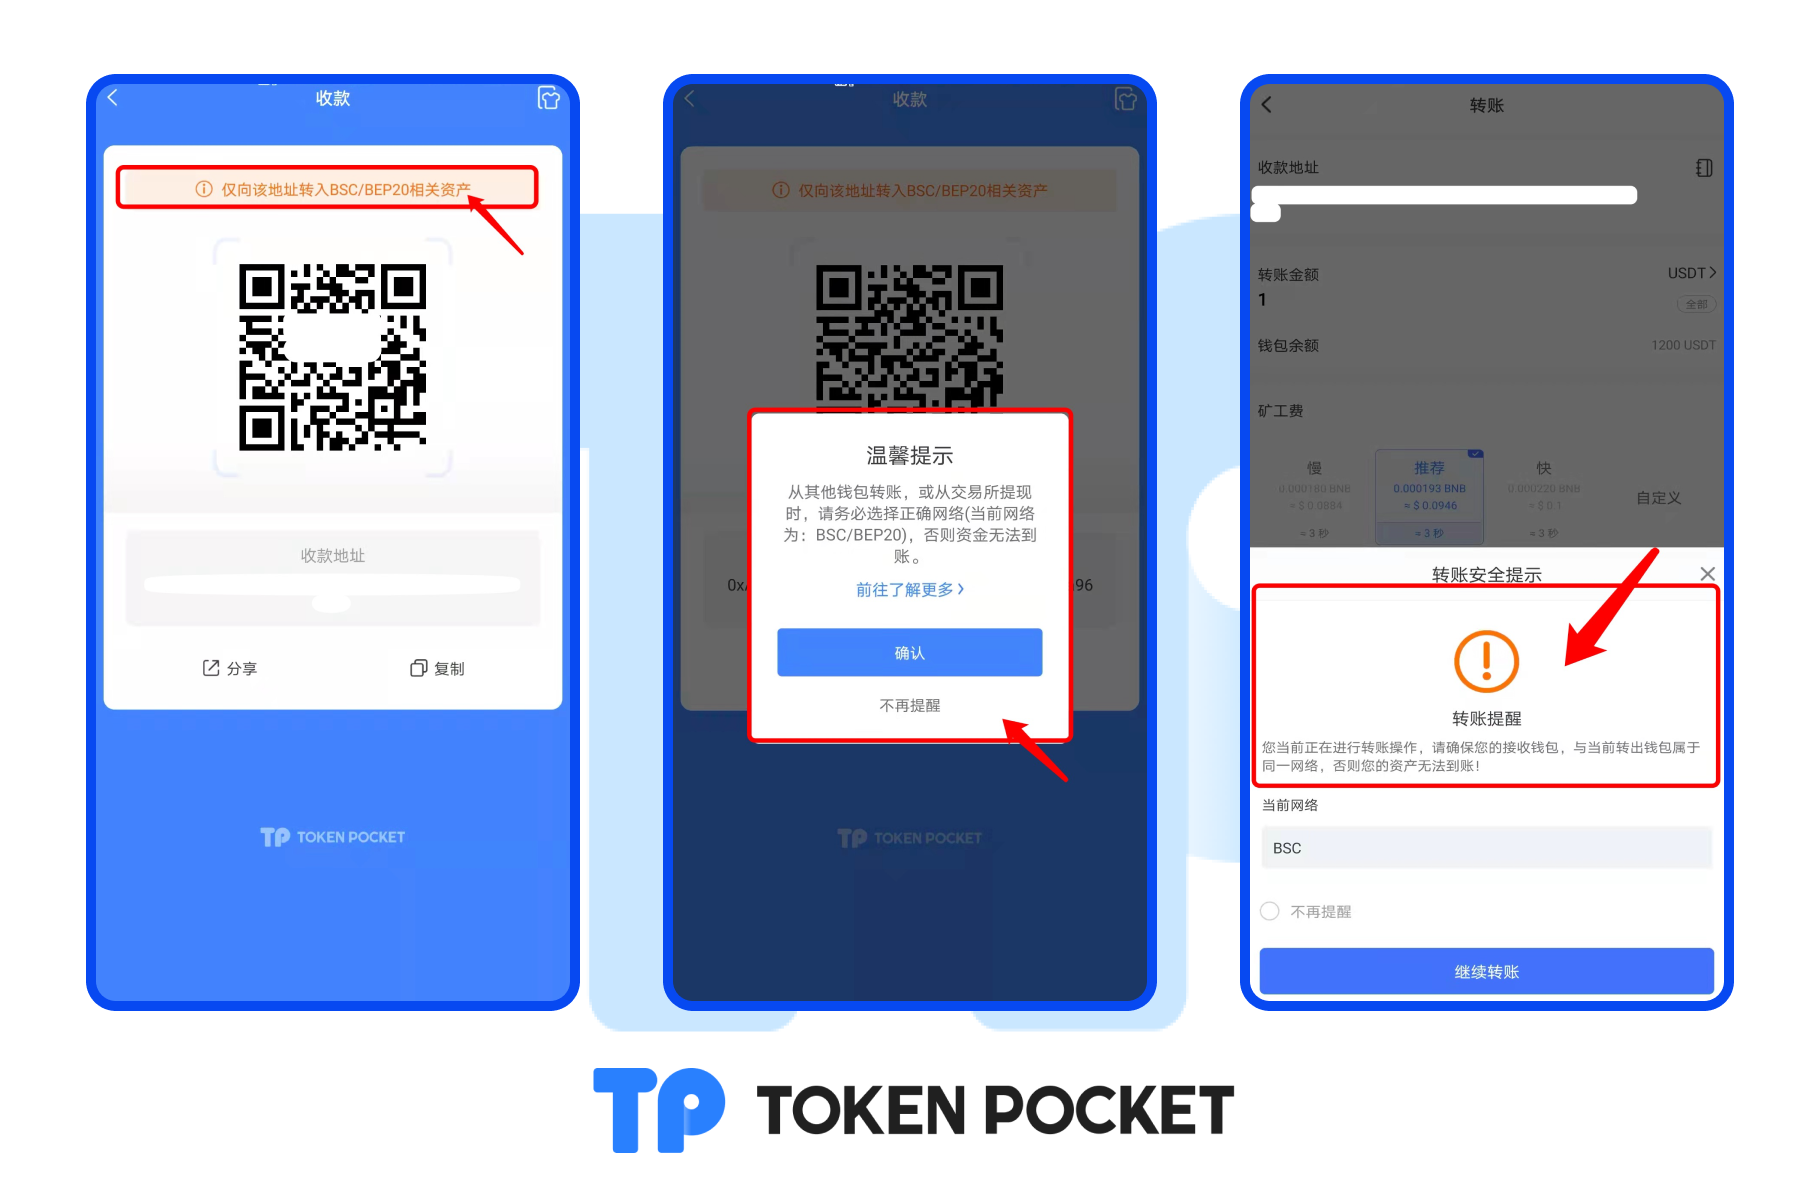 收款
仅向该地址转入BSC/BEP20相关资产
收款地址
分享
复制
TP TOKEN POCKET
收款
仅向该地址转入BSC/BEP20相关资产
温馨提示
从其他钱包转账，或从交易所提现
时，请务必选择正确网络(当前网络
为：BSC/BEP20)，否则资金无法到
账。
前往了解更多
0x
96
确认
不再提醒
TP TOKEN POCKET
转账
收款地址
转账金额
USDT
1
全部
钱包余额
1200 USDT
矿工费
慢
0.000180 BNB
≈ $ 0.0884
≈ 3 秒
推荐
0.000193 BNB
≈ $ 0.0946
≈ 3 秒
快
0.000220 BNB
≈ $ 0.1
≈ 3 秒
自定义
转账安全提示
转账提醒
您当前正在进行转账操作，请确保您的接收钱包，与当前转出钱包属于
同一网络，否则您的资产无法到账！
当前网络
BSC
不再提醒
继续转账
TP TOKEN POCKET